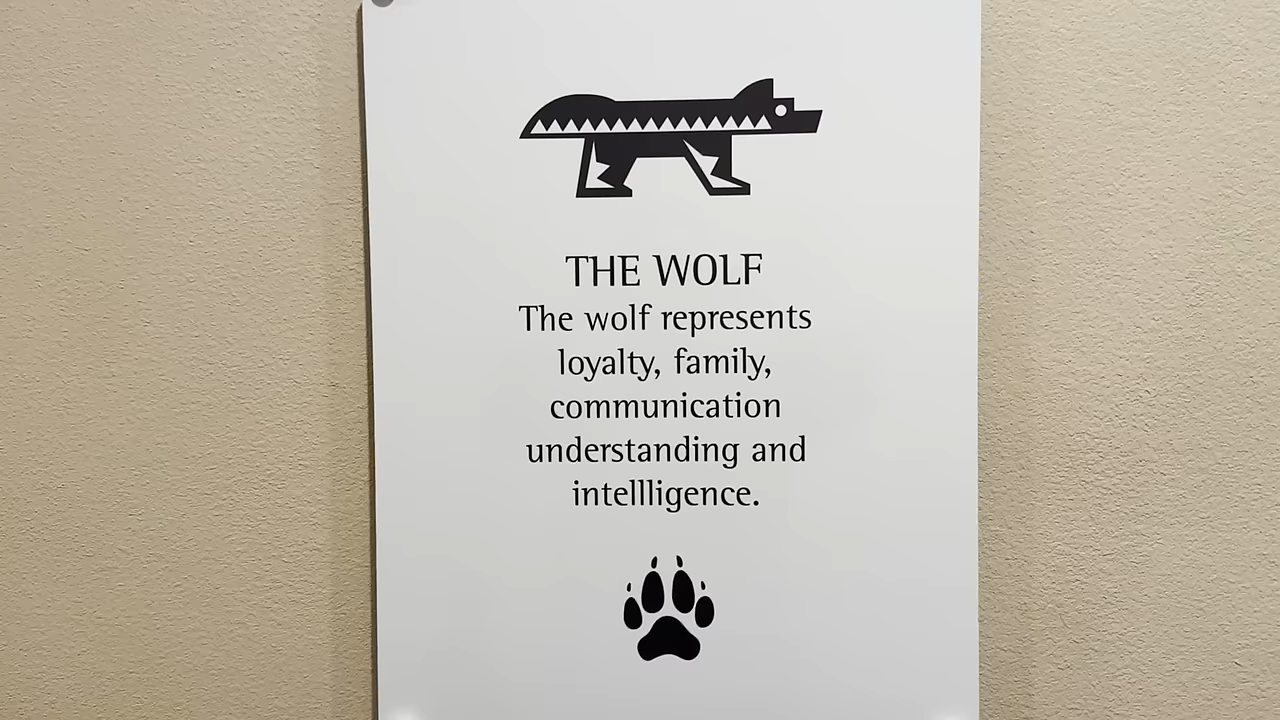 THE WOLF
The wolf represents
loyalty, family,
communication
understanding and
intellligence.